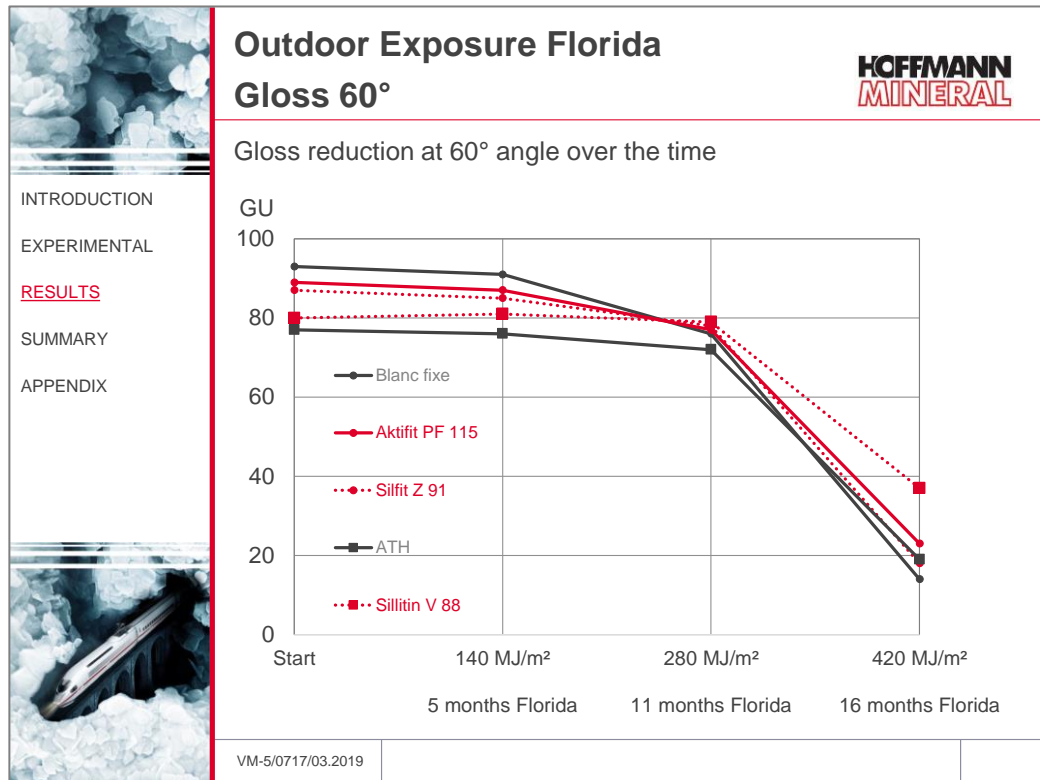 Outdoor Exposure Florida
Gloss 60°
HOFFMANN
MINERAL
Gloss reduction at 60° angle over the time
INTRODUCTION
EXPERIMENTAL
RESULTS
SUMMARY
APPENDIX
GU
100
80
60
40
20
0
Blanc fixe
Aktifit PF 115
Silfit Z 91
ATH
Sillitin V 88
Start 140 MJ/m² 280 MJ/m² 420 MJ/m²
5 months Florida 11 months Florida 16 months Florida
VM-5/0717/03.2019